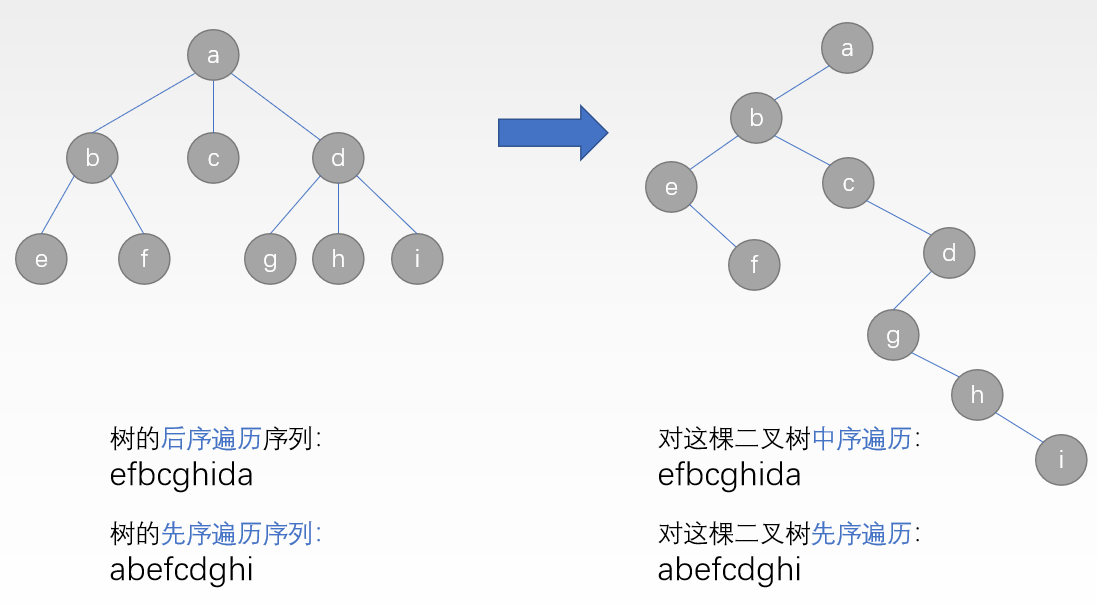 a
b
c
d
e
f
g
h
i
树的后序遍历序列：
efbcghida
树的先序遍历序列：
abefcdghi
a
b
e
c
f
d
g
h
i
对这棵二叉树中序遍历：
efbcghida
对这棵二叉树先序遍历：
abefcdghi